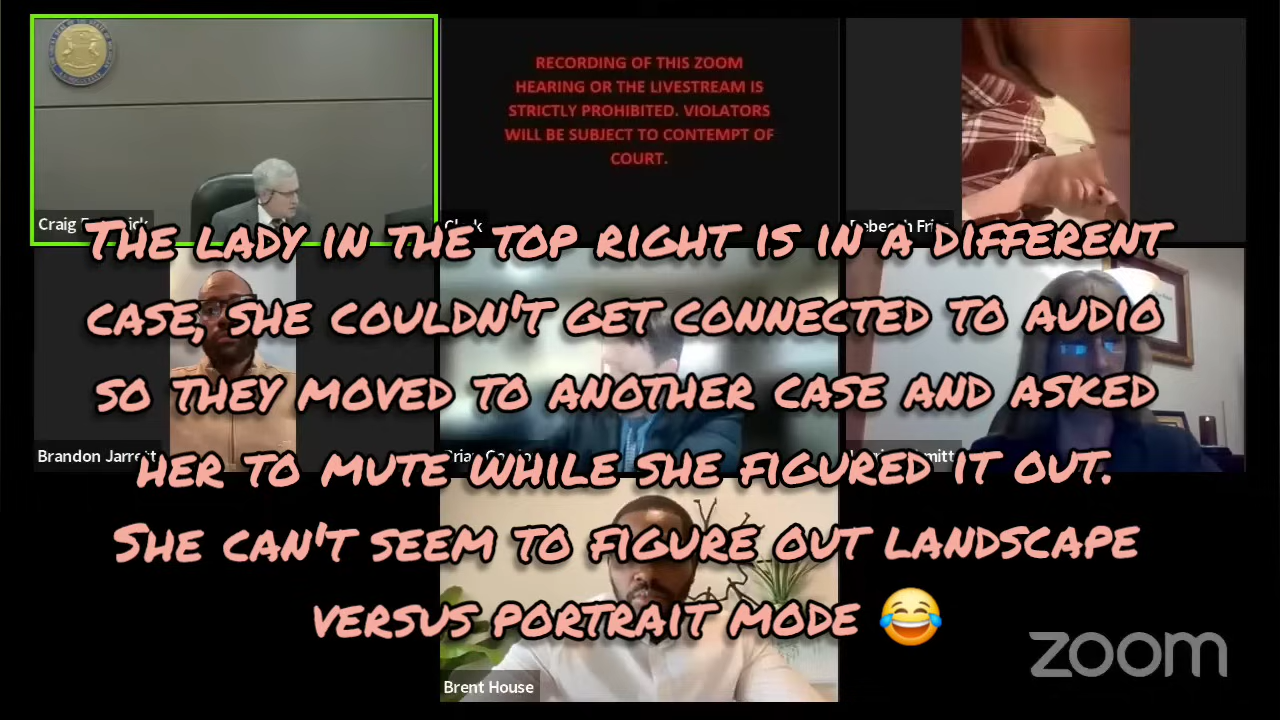 RECORDING OF THIS ZOOM
HEARING OR THE LIVESTREAM IS
STRICTLY PROHIBITED. VIOLATORS
WILL BE SUBJECT TO CONTEMPT OF
COURT.
Craig
THE LADY IN THE TOP RIGHT IS IN A DIFFERENT
CASE, SHE COULDN'T GET CONNECTED TO AUDIO
SO THEY MOVED TO ANOTHER CASE AND ASKED
Brandon Jarrett
HER TO MUTE WHILE SHE FIGURED IT OUT.
SHE CAN'T SEEM TO FIGURE OUT LANDSCAPE
VERSUS PORTRAIT MODE 😂
zoom
Brent House